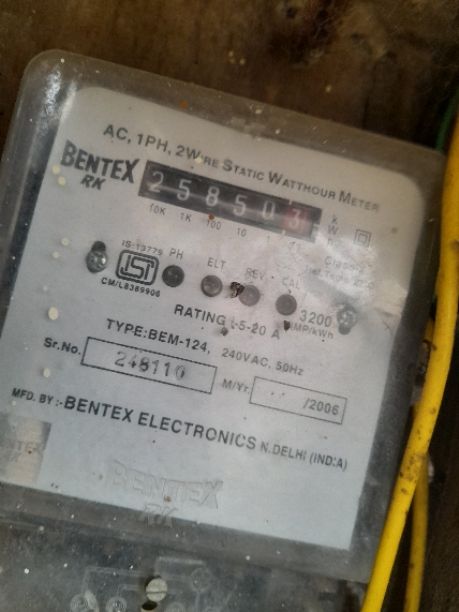 AC, 1PH, 2WIRE STATIC WATTHOUR METER
BENTEX
RK
258503
kWh
10K 1K 100 10 1
IS-13779 PH ELT REV CAL
CM/L8369906
3200
IMP/kWh
RATING :-5-20 A
TYPE:BEM-124, 240VAC, 50Hz
Sr.No. 248110 M/Yr. /2006
MFD. BY :-BENTEX ELECTRONICS N.DELHI (INDIA)
BENTEX
RK